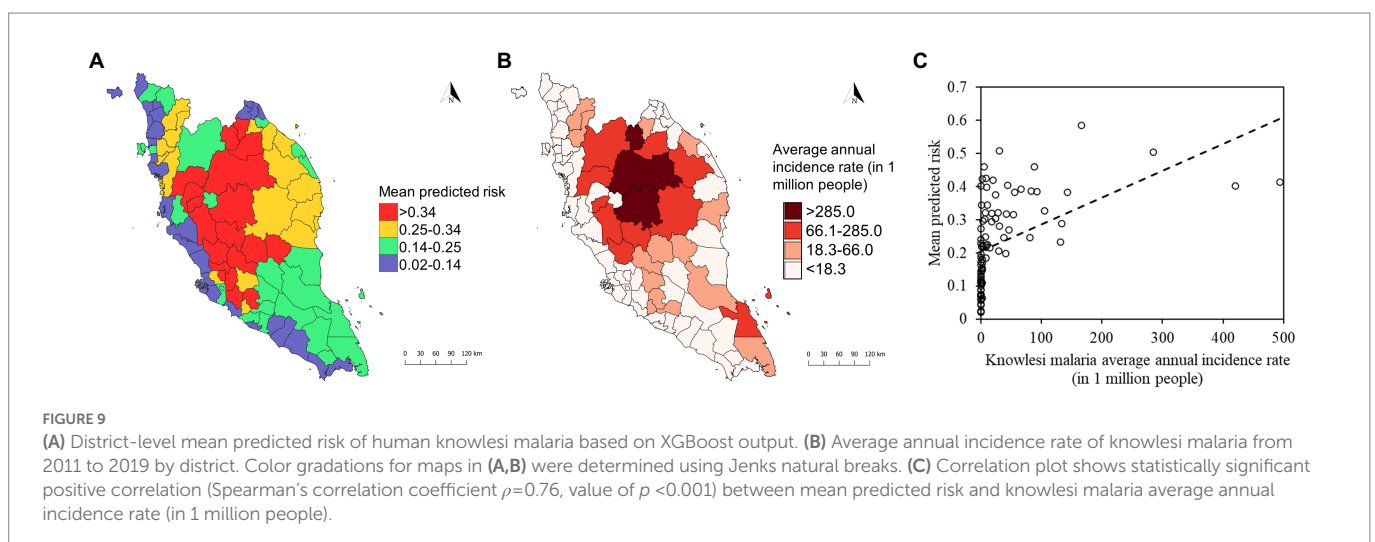 A
B
C
N
N
Mean predicted risk
>0.34
0.25-0.34
0.14-0.25
0.02-0.14
0 30 60 90 120 km
Average annual
incidence rate (in 1
million people)
>285.0
66.1-285.0
18.3-66.0
<18.3
0 30 60 90 120 km
Mean predicted risk
0.7
0.6
0.5
0.4
0.3
0.2
0.1
0
0 100 200 300 400 500
Knowlesi malaria average annual incidence rate
(in 1 million people)
FIGURE 9
(A) District-level mean predicted risk of human knowlesi malaria based on XGBoost output. (B) Average annual incidence rate of knowlesi malaria from
2011 to 2019 by district. Color gradations for maps in (A,B) were determined using Jenks natural breaks. (C) Correlation plot shows statistically significant
positive correlation (Spearman's correlation coefficient ρ=0.76, value of p <0.001) between mean predicted risk and knowlesi malaria average annual
incidence rate (in 1 million people).